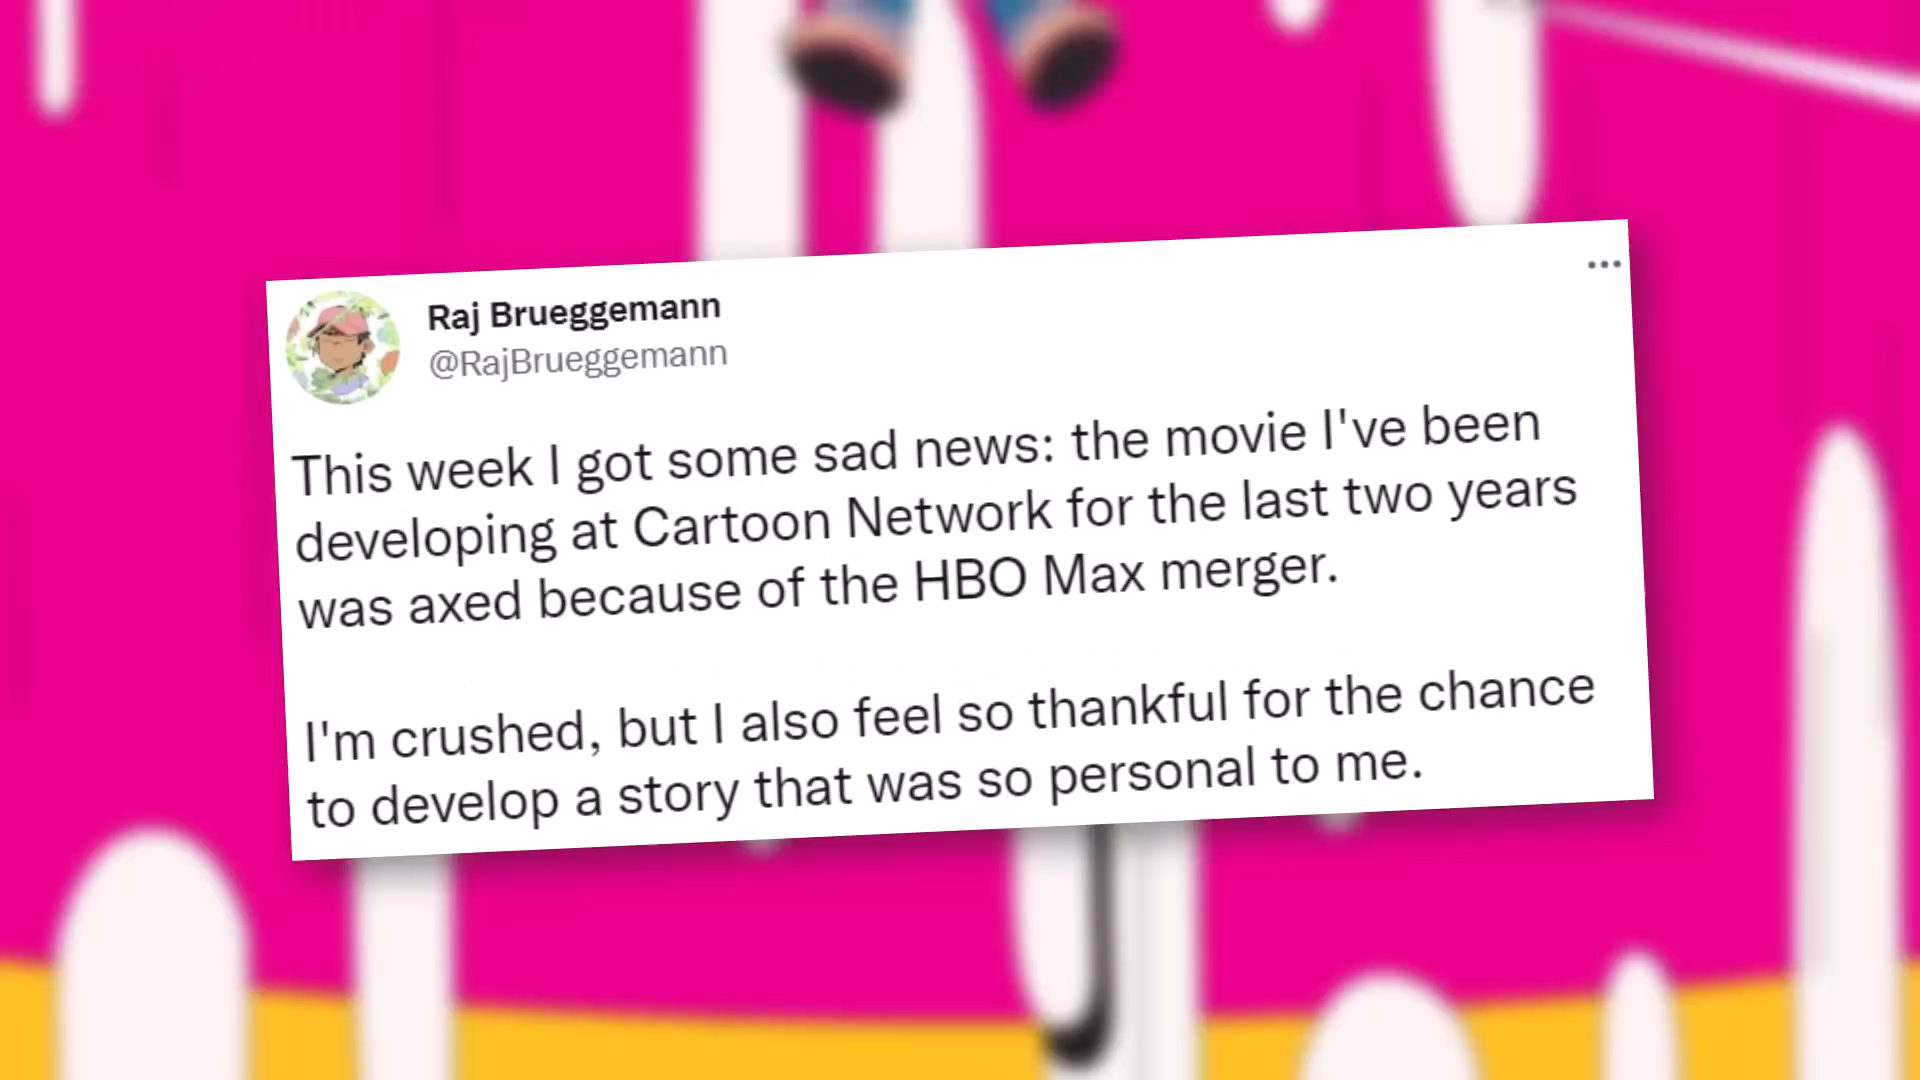 Raj Brueggemann
@RajBrueggemann
This week I got some sad news: the movie I've been
developing at Cartoon Network for the last two years
was axed because of the HBO Max merger.
I'm crushed, but I also feel so thankful for the chance
to develop a story that was so personal to me.